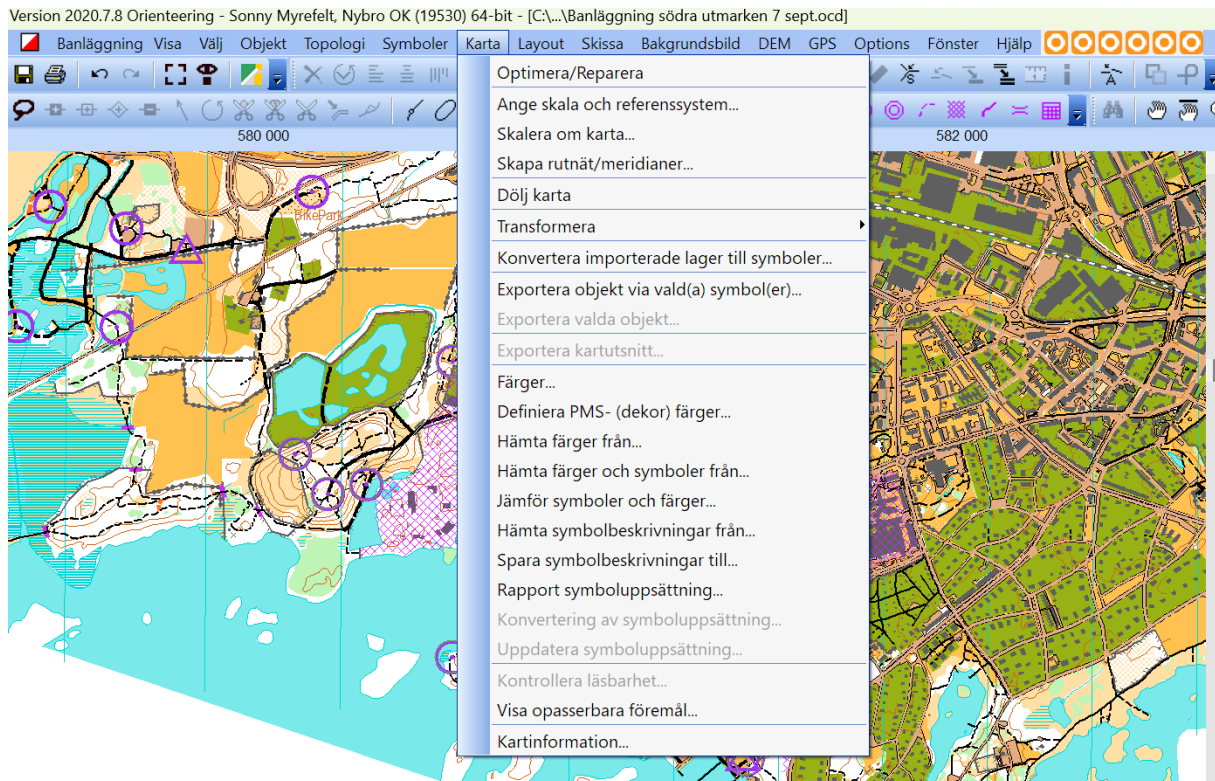 Version 2020.7.8 Orienteering - Sonny Myrefelt, Nybro OK (19530) 64-bit - [C:\...\Banläggning södra utmarken 7 sept.ocd]
Banläggning Visa Välj Objekt Topologi Symboler Karta Layout Skissa Bakgrundsbild DEM GPS Options Fönster Hjälp
580 000
582 000
BikePark
Optimera/Reparera
Ange skala och referenssystem...
Skalera om karta...
Skapa rutnät/meridianer...
Dölj karta
Transformera
Konvertera importerade lager till symboler...
Exportera objekt via vald(a) symbol(er)...
Exportera valda objekt...
Exportera kartutsnitt...
Färger...
Definiera PMS- (dekor) färger...
Hämta färger från...
Hämta färger och symboler från...
Jämför symboler och färger...
Hämta symbolbeskrivningar från...
Spara symbolbeskrivningar till...
Rapport symboluppsättning...
Konvertering av symboluppsättning...
Uppdatera symboluppsättning...
Kontrollera läsbarhet...
Visa opasserbara föremål...
Kartinformation...